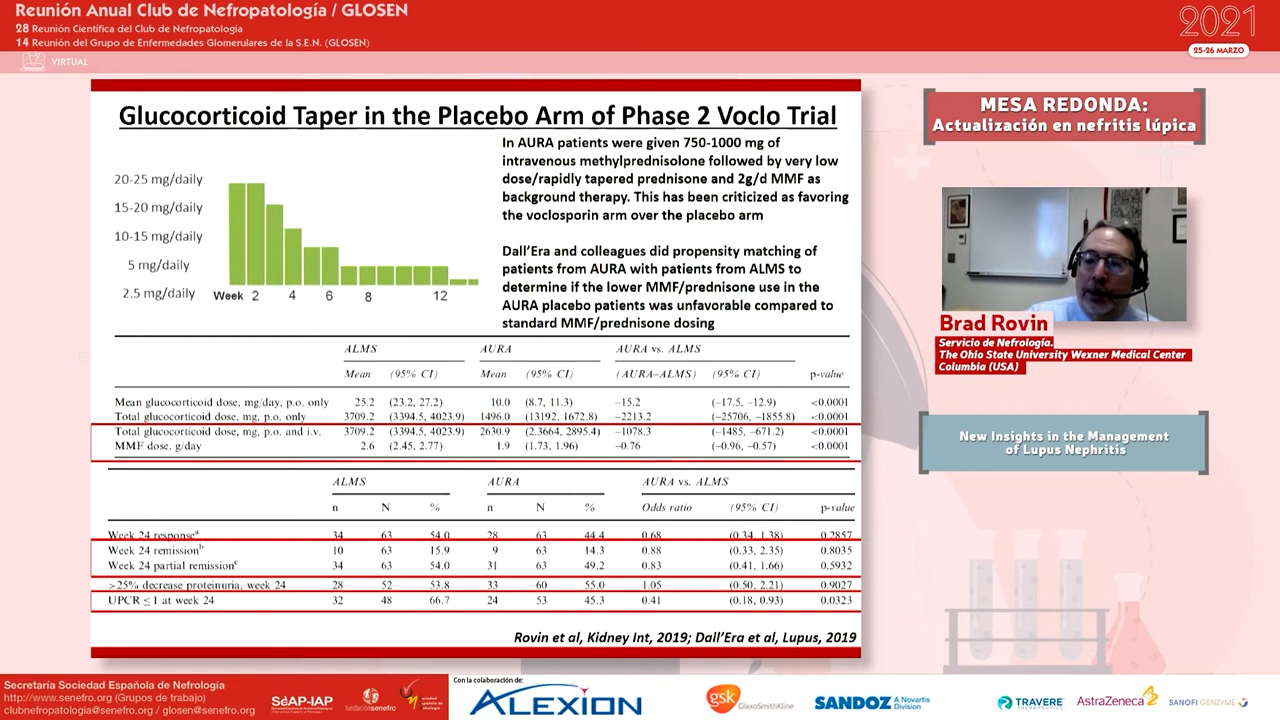 Reunión Anual Club de Nefropatología / GLOSEN
28 Reunión Científica del Club de Nefropatología
14 Reunión del Grupo de Enfermedades Glomerulares de la S.E.N. (GLOSEN)
2021
25-26 MARZO
VIRTUAL
Glucocorticoid Taper in the Placebo Arm of Phase 2 Voclo Trial
20-25 mg/daily
15-20 mg/daily
10-15 mg/daily
5 mg/daily
2.5 mg/daily
Week 2 4 6 8 12
In AURA patients were given 750-1000 mg of
intravenous methylprednisolone followed by very low
dose/rapidly tapered prednisone and 2g/d MMF as
background therapy. This has been criticized as favoring
the voclosporin arm over the placebo arm
Dall'Era and colleagues did propensity matching of
patients from AURA with patients from ALMS to
determine if the lower MMF/prednisone use in the
AURA placebo patients was unfavorable compared to
standard MMF/prednisone dosing
ALMS AURA AURA vs. ALMS
Mean (95% CI) Mean (95% CI) (AURA–ALMS) (95% CI) p-value
Mean glucocorticoid dose, mg/day, p.o. only 25.2 (23.2, 27.2) 10.0 (8.7, 11.3) –15.2 (–17.5, –12.9) <0.0001
Total glucocorticoid dose, mg, p.o. only 3709.2 (3394.5, 4023.9) 1496.0 (13192, 1672.8) –2213.2 (–25706, –1855.8) <0.0001
Total glucocorticoid dose, mg, p.o. and i.v. 3709.2 (3394.5, 4023.9) 2630.9 (2.3664, 2895.4) –1078.3 (–1485, –671.2) <0.0001
MMF dose, g/day 2.6 (2.45, 2.77) 1.9 (1.73, 1.96) –0.76 (–0.96, –0.57) <0.0001
ALMS AURA AURA vs. ALMS
n N % n N % Odds ratio (95% CI) p-value
Week 24 responseᵃ 34 63 54.0 28 63 44.4 0.68 (0.34, 1.38) 0.2857
Week 24 remissionᵇ 10 63 15.9 9 63 14.3 0.88 (0.33, 2.35) 0.8035
Week 24 partial remissionᶜ 34 63 54.0 31 63 49.2 0.83 (0.41, 1.66) 0.5932
>25% decrease proteinuria, week 24 28 52 53.8 33 60 55.0 1.05 (0.50, 2.21) 0.9027
UPCR ≤1 at week 24 32 48 66.7 24 53 45.3 0.41 (0.18, 0.93) 0.0323
Rovin et al, Kidney Int, 2019; Dall'Era et al, Lupus, 2019
MESA REDONDA:
Actualización en nefritis lúpica
Brad Rovin
Servicio de Nefrología.
The Ohio State University Wexner Medical Center
Columbia (USA)
New Insights in the Management
of Lupus Nephritis
Secretaría Sociedad Española de Nefrología
http://www.senefro.org (Grupos de trabajo)
clubnefropatologia@senefro.org / glosen@senefro.org
SEAP-IAP
fundaciónsenefro
Con la colaboración de:
ALEXION
gsk
GlaxoSmithKline
SANDOZ A Novartis
Division
TRAVERE
THERAPEUTICS
AstraZeneca
SANOFI GENZYME